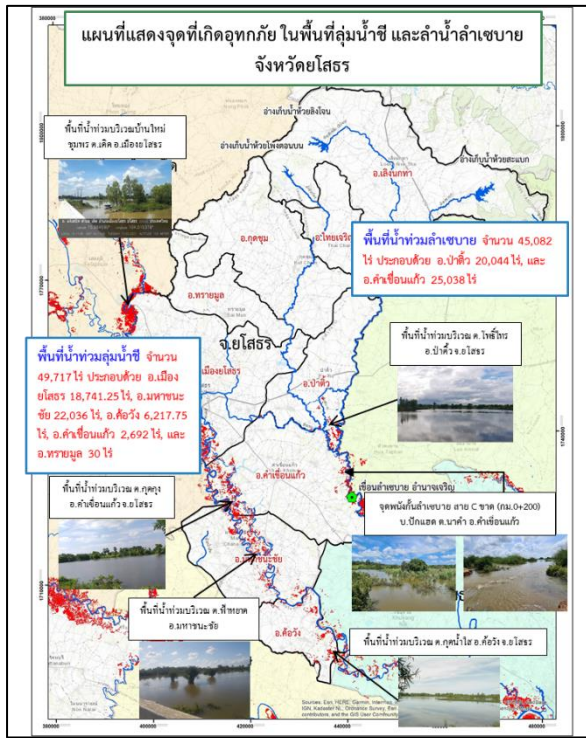 แผนที่แสดงจุดที่เกิดอุทกภัย ในพื้นที่ลุ่มน้ำชี และลำน้ำลำเซบาย
จังหวัดยโสธร
พื้นที่น้ำท่วมบริเวณบ้านใหม่
ชุมพร ต.เดิด อ.เมืองยโสธร
อ่างเก็บน้ำห้วยลิงโจน
อ่างเก็บน้ำห้วยโพงตอนบน
อ่างเก็บน้ำห้วยสะแบก
อ.เลิงนกทา
อ.กุดชุม
อ.ไทยเจริญ
พื้นที่น้ำท่วมลำเซบาย จำนวน 45,082
ไร่ ประกอบด้วย อ.ป่าติ้ว 20,044 ไร่, และ
อ.คำเขื่อนแก้ว 25,038 ไร่
อ.ทรายมูล
จ.ยโสธร
พื้นที่น้ำท่วมบริเวณ ต.โพธิ์ไทร
อ.ป่าติ้ว จ.ยโสธร
พื้นที่น้ำท่วมลุ่มน้ำชี จำนวน
49,717 ไร่ ประกอบด้วย อ.เมือง
ยโสธร 18,741.25 ไร่, อ.มหาชนะ
ชัย 22,036 ไร่, อ.ค้อวัง 6,217.75
ไร่, อ.คำเขื่อนแก้ว 2,692 ไร่, และ
อ.ทรายมูล 30 ไร่
เมืองยโสธร
อ.ป่าติ้ว
อ.คำเขื่อนแก้ว
เขื่อนลำเซบาย อำนาจเจริญ
พื้นที่น้ำท่วมบริเวณ ต.กุดกุง
อ.คำเขื่อนแก้ว จ.ยโสธร
จุดพนังกั้นลำเซบาย สาย C ขาด (กม.0+200)
บ.ปักแฮด ต.นาคำ อ.คำเขื่อนแก้ว
อ.มหาชนะชัย
พื้นที่น้ำท่วมบริเวณ ต.ฟ้าหยาด
อ.มหาชนะชัย
อ.ค้อวัง
พื้นที่น้ำท่วมบริเวณ ต.กุดน้ำใส อ.ค้อวัง จ.ยโสธร